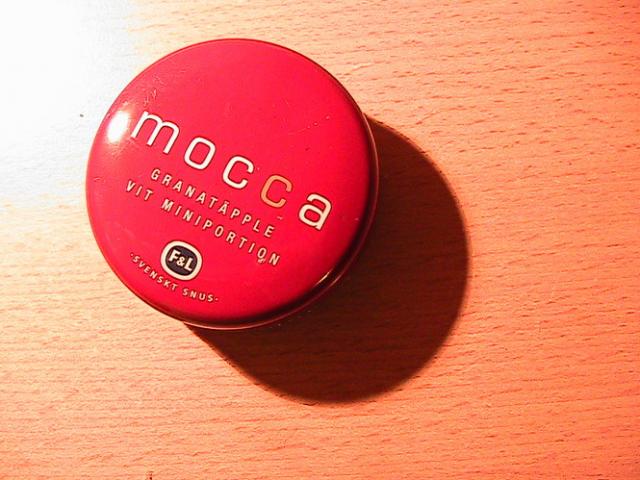 mocca
GRANATÄPPLE
VIT MINIPORTION
F&L
·SVENSKT SNUS·